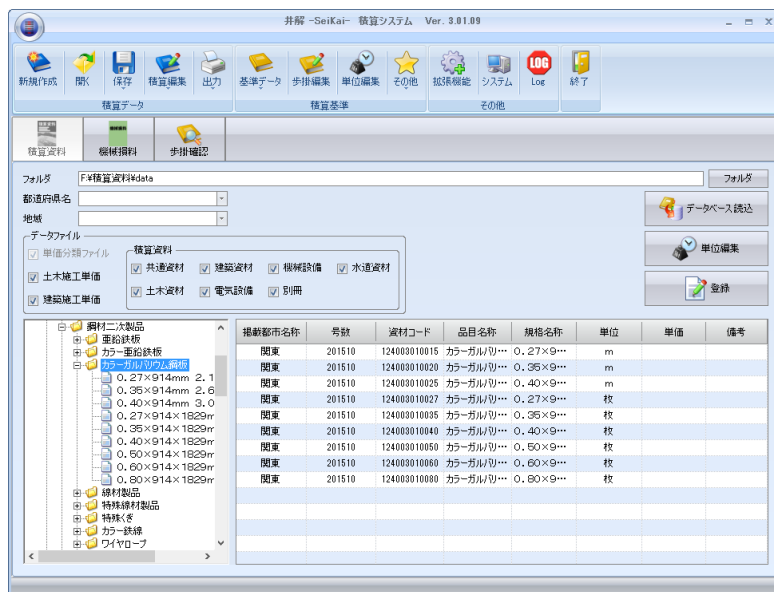 井解 -SeiKai- 積算システム Ver. 3.01.09
新規作成 開く 保存 積算編集 出力 基準データ 歩掛編集 単位編集 その他 拡張機能 システム Log 終了
積算データ 積算基準 その他
積算資料 機械損料 歩掛確認
フォルダ F:¥積算資料¥data フォルダ
都道府県名
地域
データベース読込
単位編集
登録
データファイル
単価分類ファイル
土木施工単価
建築施工単価
積算資料
共通資材 建築資材 機械設備 水道資材
土木資材 電気設備 別冊
鋼材二次製品
亜鉛鉄板
カラー亜鉛鉄板
カラーガルバリウム鋼板
0.27×914mm 2.1
0.35×914mm 2.6
0.40×914mm 3.0
0.27×914×1829m
0.35×914×1829m
0.40×914×1829m
0.50×914×1829m
0.60×914×1829m
0.80×914×1829m
線材製品
特殊線材製品
特殊くぎ
カラー鉄線
ワイヤロープ
掲載都市名称 号数 資材コード 品目名称 規格名称 単位 単価 備考
関東 201510 124003010015 カラーガルバリ… 0.27×9… m
関東 201510 124003010020 カラーガルバリ… 0.35×9… m
関東 201510 124003010025 カラーガルバリ… 0.40×9… m
関東 201510 124003010027 カラーガルバリ… 0.27×9… 枚
関東 201510 124003010035 カラーガルバリ… 0.35×9… 枚
関東 201510 124003010040 カラーガルバリ… 0.40×9… 枚
関東 201510 124003010050 カラーガルバリ… 0.50×9… 枚
関東 201510 124003010060 カラーガルバリ… 0.60×9… 枚
関東 201510 124003010080 カラーガルバリ… 0.80×9… 枚